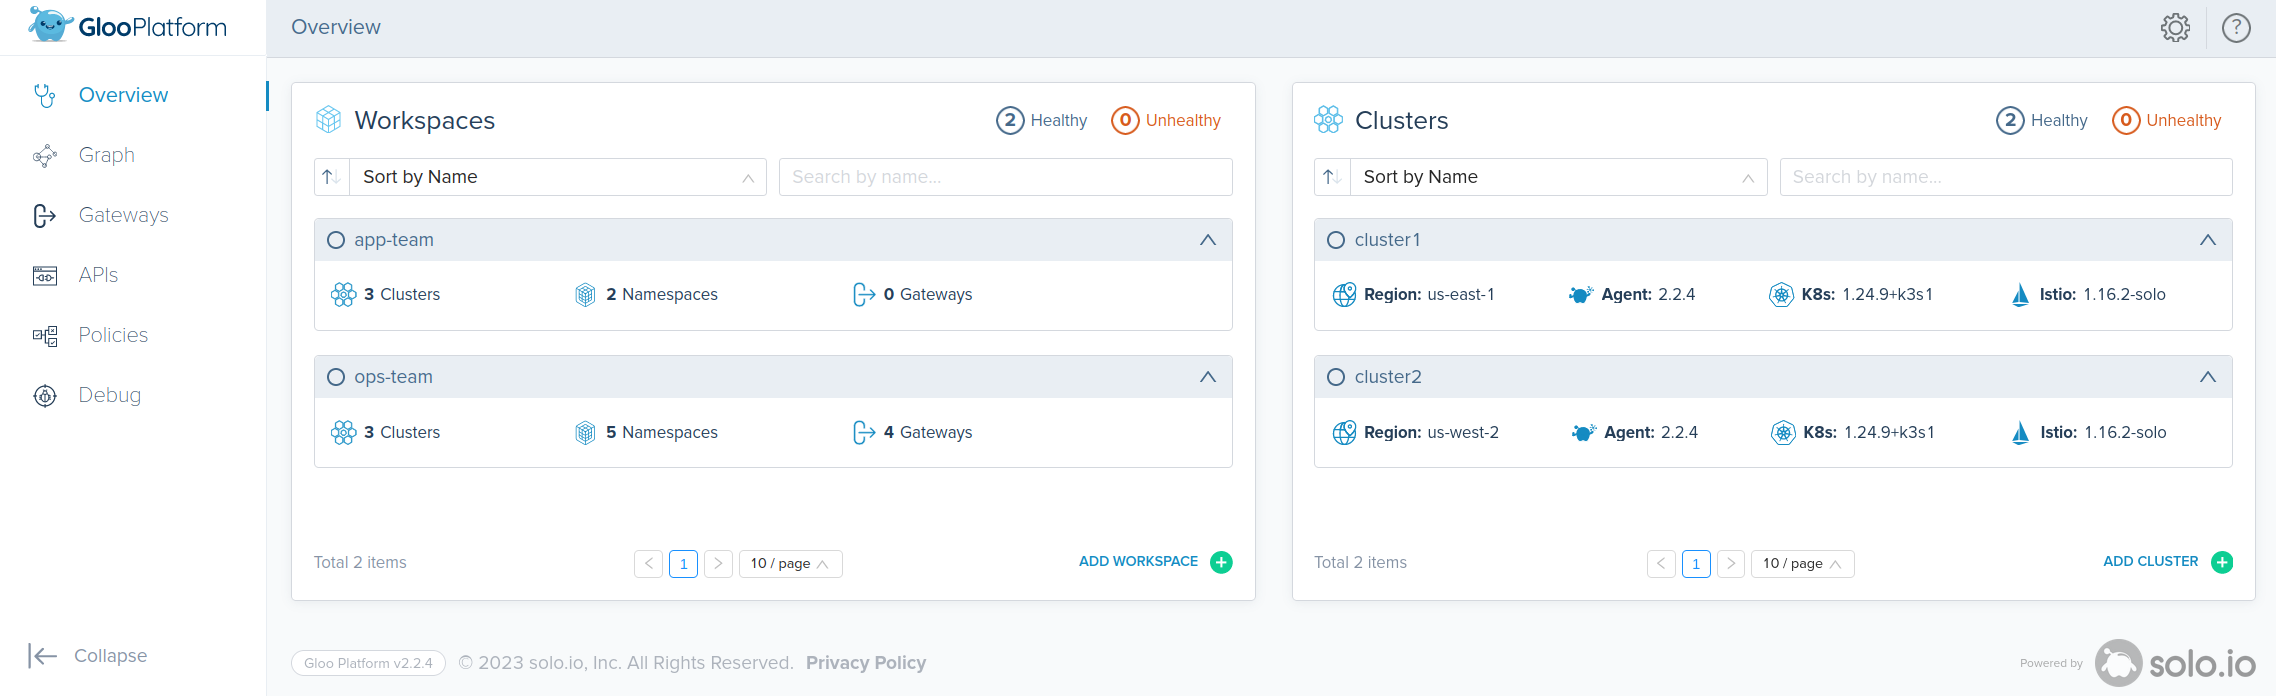 GlooPlatform
Overview
?
Overview
Graph
Gateways
APIs
Policies
Debug
Collapse
Workspaces
2 Healthy 0 Unhealthy
Sort by Name
Search by name...
app-team
3 Clusters 2 Namespaces 0 Gateways
ops-team
3 Clusters 5 Namespaces 4 Gateways
Total 2 items
1
10 / page
ADD WORKSPACE
Clusters
2 Healthy 0 Unhealthy
Sort by Name
Search by name...
cluster1
Region: us-east-1 Agent: 2.2.4 K8s: 1.24.9+k3s1 Istio: 1.16.2-solo
cluster2
Region: us-west-2 Agent: 2.2.4 K8s: 1.24.9+k3s1 Istio: 1.16.2-solo
Total 2 items
1
10 / page
ADD CLUSTER
Gloo Platform v2.2.4 © 2023 solo.io, Inc. All Rights Reserved. Privacy Policy
Powered by solo.io